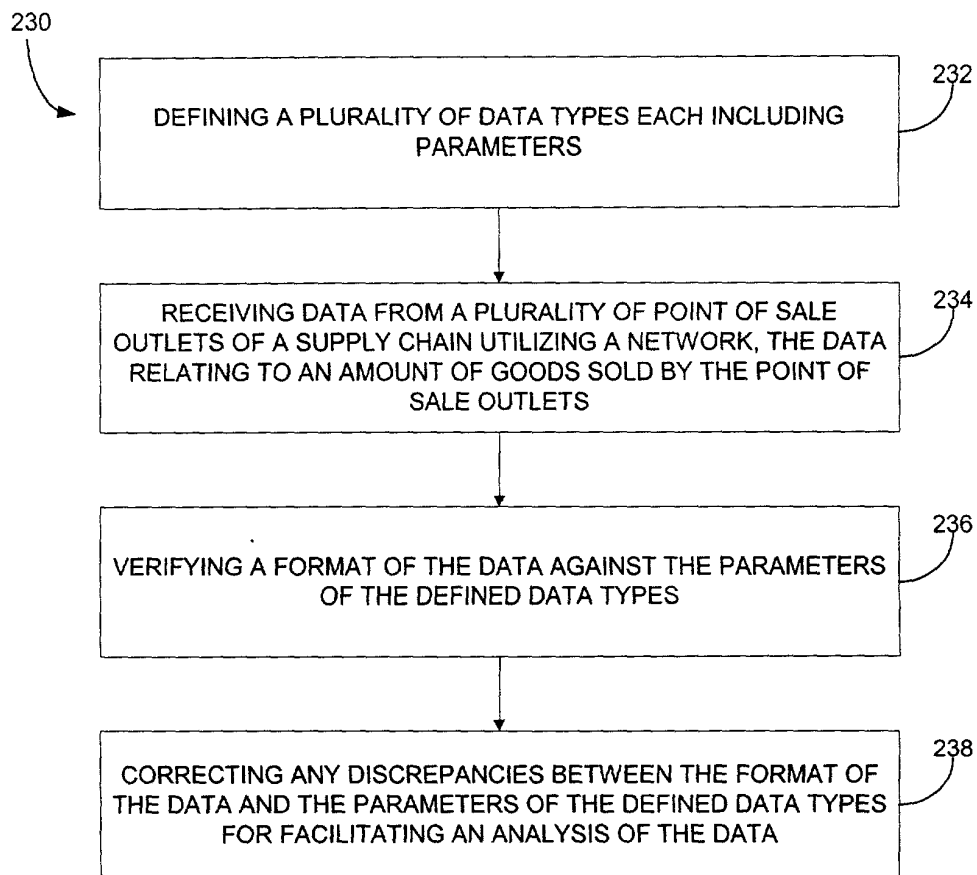 230
232
DEFINING A PLURALITY OF DATA TYPES EACH INCLUDING
PARAMETERS
234
RECEIVING DATA FROM A PLURALITY OF POINT OF SALE
OUTLETS OF A SUPPLY CHAIN UTILIZING A NETWORK, THE DATA
RELATING TO AN AMOUNT OF GOODS SOLD BY THE POINT OF
SALE OUTLETS
236
VERIFYING A FORMAT OF THE DATA AGAINST THE PARAMETERS
OF THE DEFINED DATA TYPES
238
CORRECTING ANY DISCREPANCIES BETWEEN THE FORMAT OF
THE DATA AND THE PARAMETERS OF THE DEFINED DATA TYPES
FOR FACILITATING AN ANALYSIS OF THE DATA